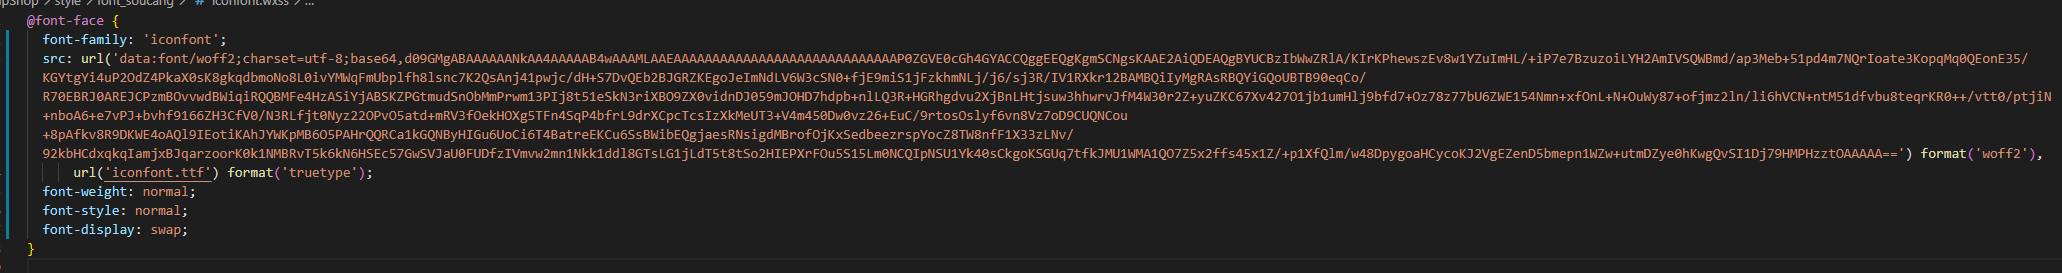 ipShop > style > font_soucang > # iconfont.wxss > ...
@font-face {
font-family: 'iconfont';
src: url('data:font/woff2;charset=utf-8;base64,d09GMgABAAAAAANkAA4AAAAAB4wAAAMLAAEAAAAAAAAAAAAAAAAAAAAAAAAAAAAAP0ZGVE0cGh4GYACCQggEEQgKgmSCNgsKAAE2AiQDEAQgBYUCBzIbWwZRlA/KIrKPhewszEv8w1YZuImHL/+iP7e7BzuzoiLYH2AmIVSQWBmd/ap3Meb+51pd4m7NQrIoate3KopqMq0QEonE35/
KGYtgYi4uP2OdZ4PkaX0sK8gkqdbmoNo8L0ivYMWqFmUbplfh8lsnc7K2QsAnj41pwjc/dH+S7DvQEb2BJGRZKEgoJeImNdLV6W3cSN0+fjE9miS1jFzkhmNLj/j6/sj3R/IV1RXkr12BAMBQiIyMgRAsRBQYiGQoUBTB90eqCo/
R70EBRJ0AREJCPzmBOvvwdBWiqiRQQBMFe4HzASiYjABSKZPGtmudSnObMmPrwm13PIj8t51eSkN3riXBO9ZX0vidnDJ059mJOHD7hdpb+nlLQ3R+HGRhgdvu2XjBnLHtjsuw3hhwrvJfM4W30r2Z+yuZKC67Xv427O1jb1umHlj9bfd7+Oz78z77bU6ZWE154Nmn+xfOnL+N+OuWy87+ofjmz2ln/li6hVCN+ntM51dfvbu8teqrKR0++/vtt0/ptjiN
+nboA6+e7vPJ+bvhf9166ZH3CfV0/N3RLfjt0Nyz22OPvO5atd+mRV3fOekHOXg5TFn4SqP4bfrL9drXCpcTcsIzXkMeUT3+V4m450Dw0vz26+EuC/9rtosOslyf6vn8Vz7oD9CUQNCou
+8pAfkv8R9DKWE4oAQl9IEotiKAhJYWKpMB6O5PAHrQQRCa1kGQNByHIGu6UoCi6T4BatreEKCu6SsBWibEQgjaesRNsigdMBrofOjKxSedbeezrspYocZ8TW8nfF1X33zLNv/
92kbHCdxqkqIamjxBJqarzoorK0k1NMBRvT5k6kN6HSEc57GwSVJaU0FUDfzIVmvw2mn1Nkk1ddl8GTsLG1jLdT5t8tSo2HIEPXrFOu5S15Lm0NCQIpNSU1Yk40sCkgoKSGUq7tfkJMU1WMA1QO7Z5x2ffs45x1Z/+p1XfQlm/w48DpygoaHCycoKJ2VgEZenD5bmepn1WZw+utmDZye0hKwgQvSI1Dj79HMPHzztOAAAAA==') format('woff2'),
url('iconfont.ttf') format('truetype');
font-weight: normal;
font-style: normal;
font-display: swap;
}